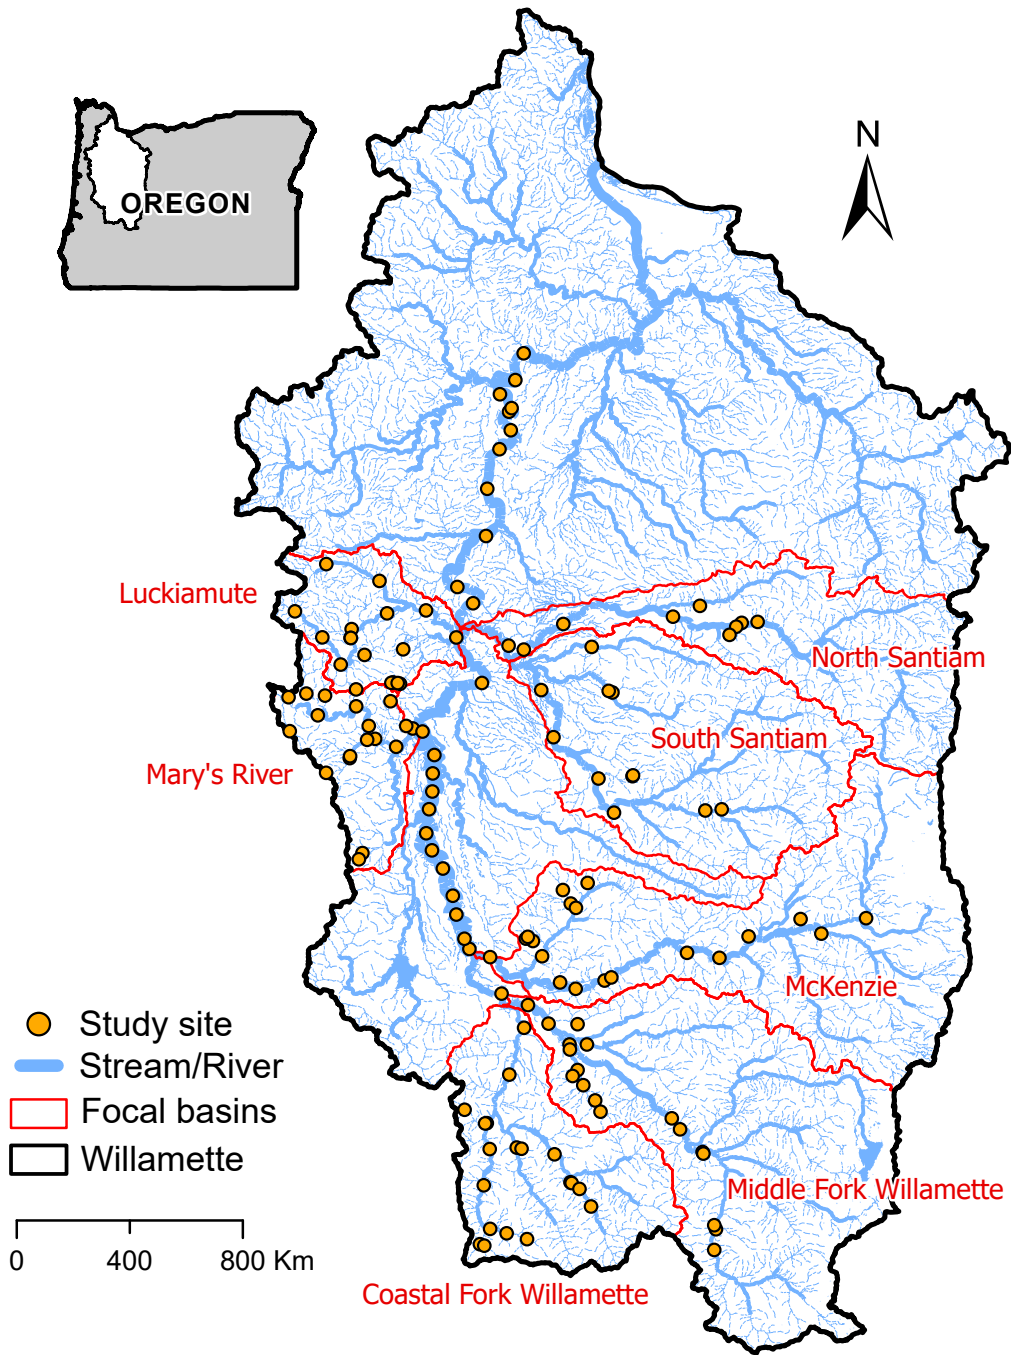 N
OREGON
Luckiamute
North Santiam
South Santiam
Mary's River
McKenzie
Study site
Stream/River
Focal basins
Willamette
Middle Fork Willamette
0 400 800 Km
Coastal Fork Willamette